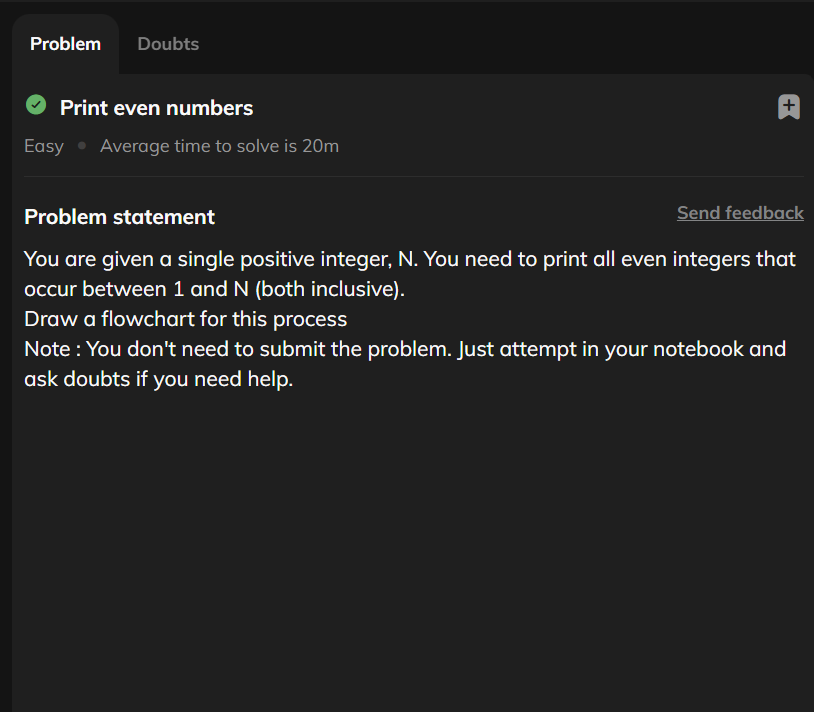 Problem Doubts
Print even numbers
Easy • Average time to solve is 20m
Problem statement Send feedback
You are given a single positive integer, N. You need to print all even integers that
occur between 1 and N (both inclusive).
Draw a flowchart for this process
Note : You don't need to submit the problem. Just attempt in your notebook and
ask doubts if you need help.